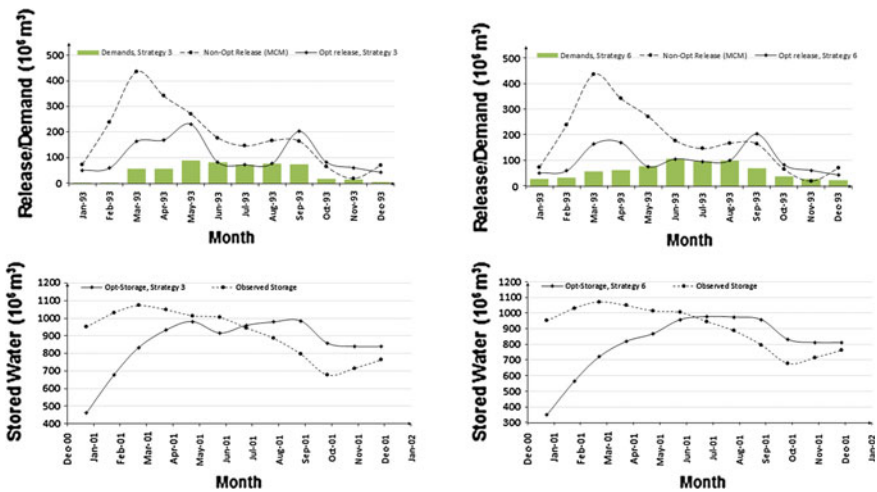 Demands, Strategy 3 Non-Opt Release (MCM) Opt release, Strategy 3
Release/Demand (10⁶ m³)
500
400
300
200
100
0
Jan-93 Feb-93 Mar-93 Apr-93 May-93 Jun-93 Jul-93 Aug-93 Sep-93 Oct-93 Nov-93 Dec-93
Month
Demands, Strategy 6 Non-Opt Release (MCM) Opt release, Strategy 6
Release/Demand (10⁶ m³)
500
400
300
200
100
0
Jan-93 Feb-93 Mar-93 Apr-93 May-93 Jun-93 Jul-93 Aug-93 Sep-93 Oct-93 Nov-93 Dec-93
Month
Opt-Storage, Strategy 3 Observed Storage
Stored Water (10⁶ m³)
1200
1100
1000
900
800
700
600
500
400
Dec-00 Jan-01 Feb-01 Mar-01 Apr-01 May-01 Jun-01 Jul-01 Aug-01 Sep-01 Oct-01 Nov-01 Dec-01 Jan-02
Month
Opt-Storage, Strategy 6 Observed Storage
Stored Water (10⁶ m³)
1200
1100
1000
900
800
700
600
500
400
300
Dec-00 Jan-01 Feb-01 Mar-01 Apr-01 May-01 Jun-01 Jul-01 Aug-01 Sep-01 Oct-01 Nov-01 Dec-01 Jan-02
Month